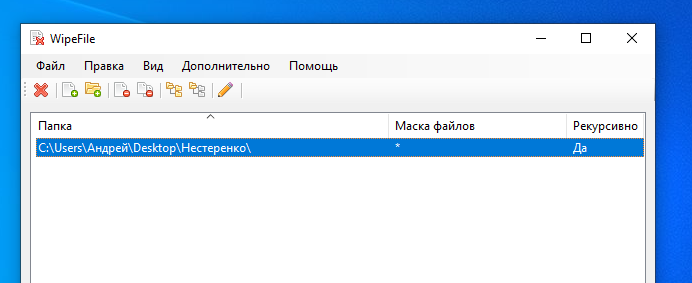 WipeFile
Файл Правка Вид Дополнительно Помощь
Папка Маска файлов Рекурсивно
C:\Users\Андрей\Desktop\Нестеренко\ * Да